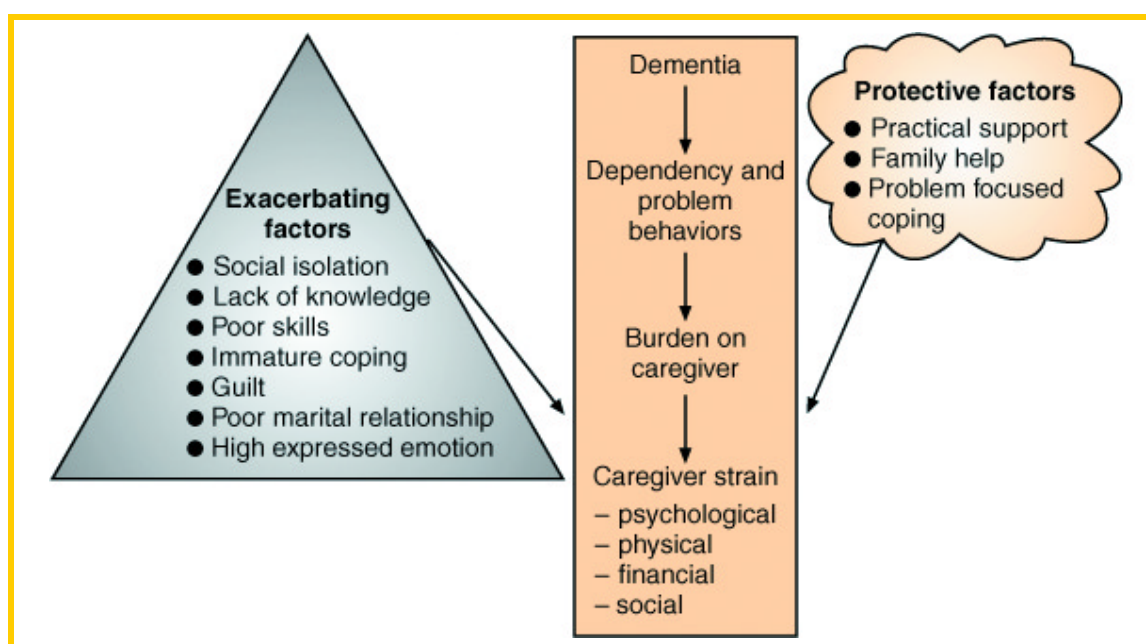 Exacerbating
factors
● Social isolation
● Lack of knowledge
● Poor skills
● Immature coping
● Guilt
● Poor marital relationship
● High expressed emotion
Dementia
Dependency and
problem
behaviors
Burden on
caregiver
Caregiver strain
– psychological
– physical
– financial
– social
Protective factors
● Practical support
● Family help
● Problem focused
coping